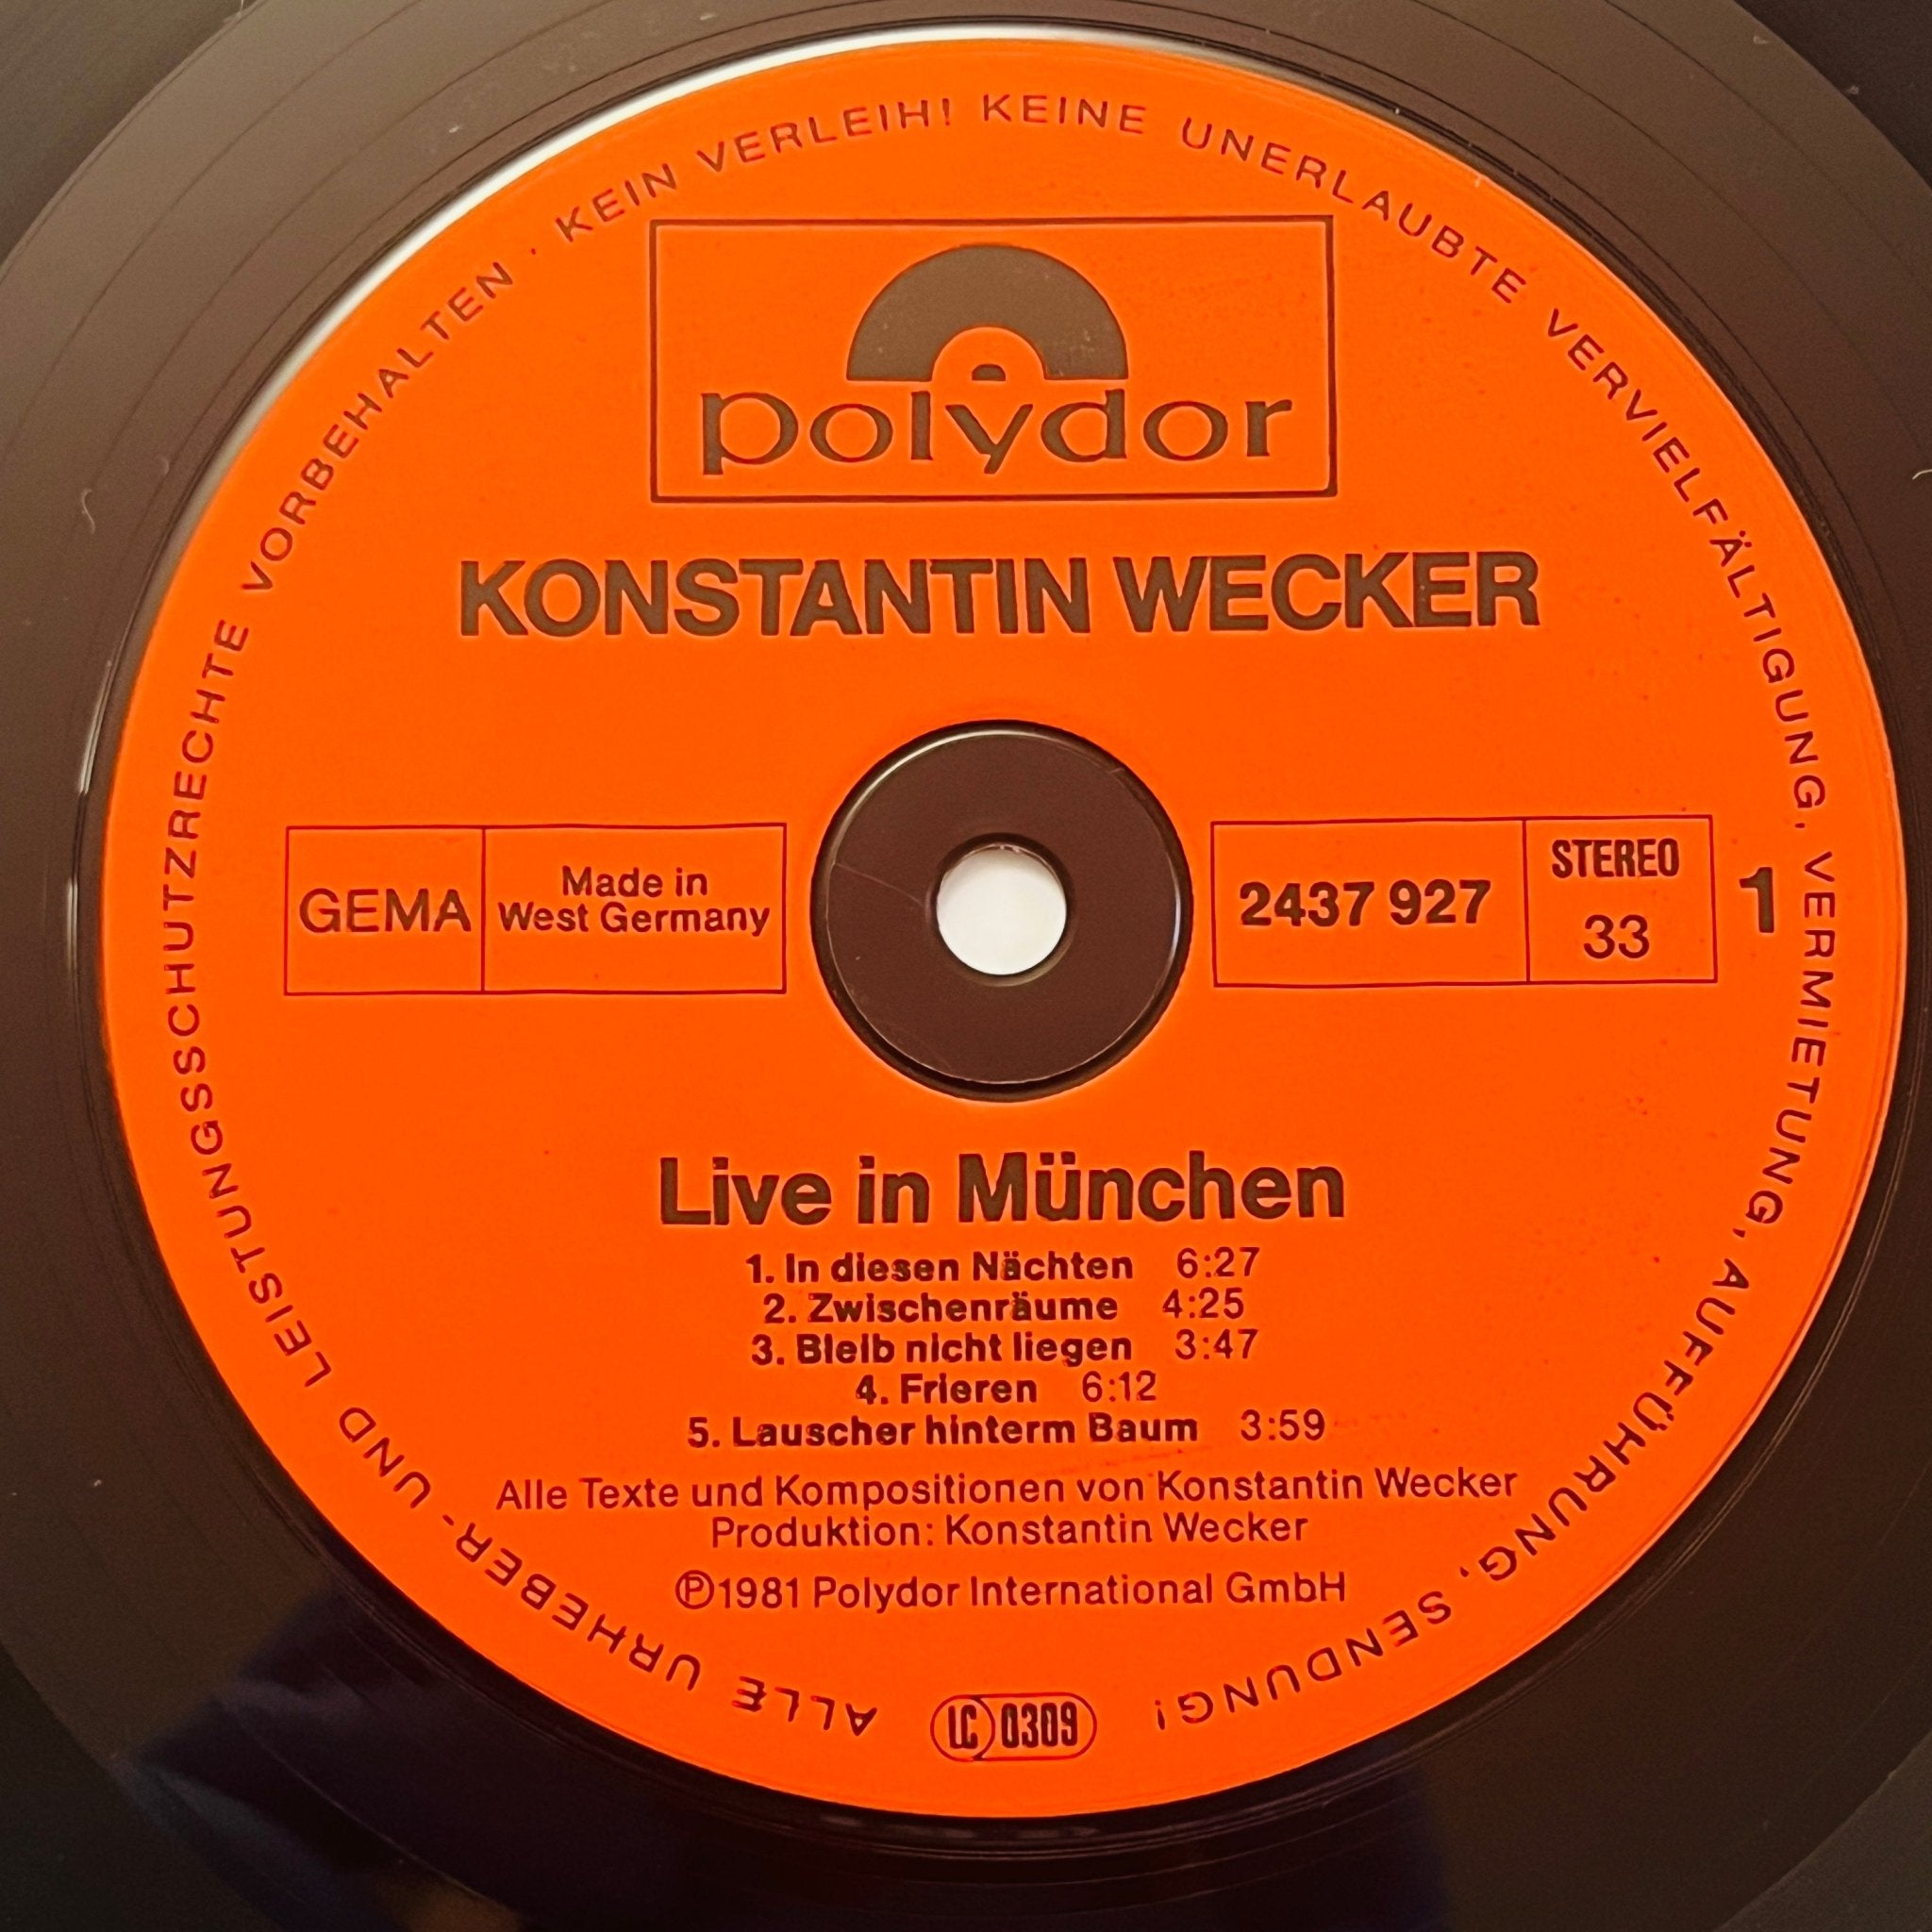 ALLE URHEBER- UND LEISTUNGSSCHUTZRECHTE VORBEHALTEN · KEIN VERLEIH! KEINE UNERLAUBTE VERVIELFÄLTIGUNG, VERMIETUNG, AUFFÜHRUNG, SENDUNG!
polydor
KONSTANTIN WECKER
GEMA
Made in
West Germany
2437 927
STEREO
33
1
Live in München
1. In diesen Nächten 6:27
2. Zwischenräume 4:25
3. Bleib nicht liegen 3:47
4. Frieren 6:12
5. Lauscher hinterm Baum 3:59
Alle Texte und Kompositionen von Konstantin Wecker
Produktion: Konstantin Wecker
℗1981 Polydor International GmbH
LC 0309